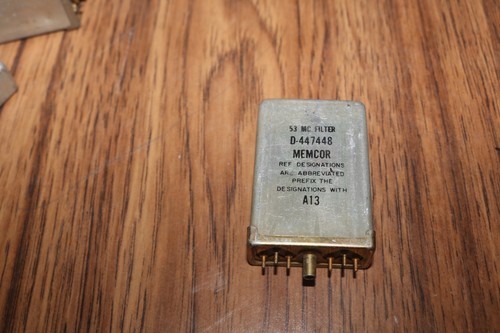 53 MC FILTER
D-447448
MEMCOR
REF DESIGNATIONS
ARE ABBREVIATED
PREFIX THE
DESIGNATIONS WITH
A13